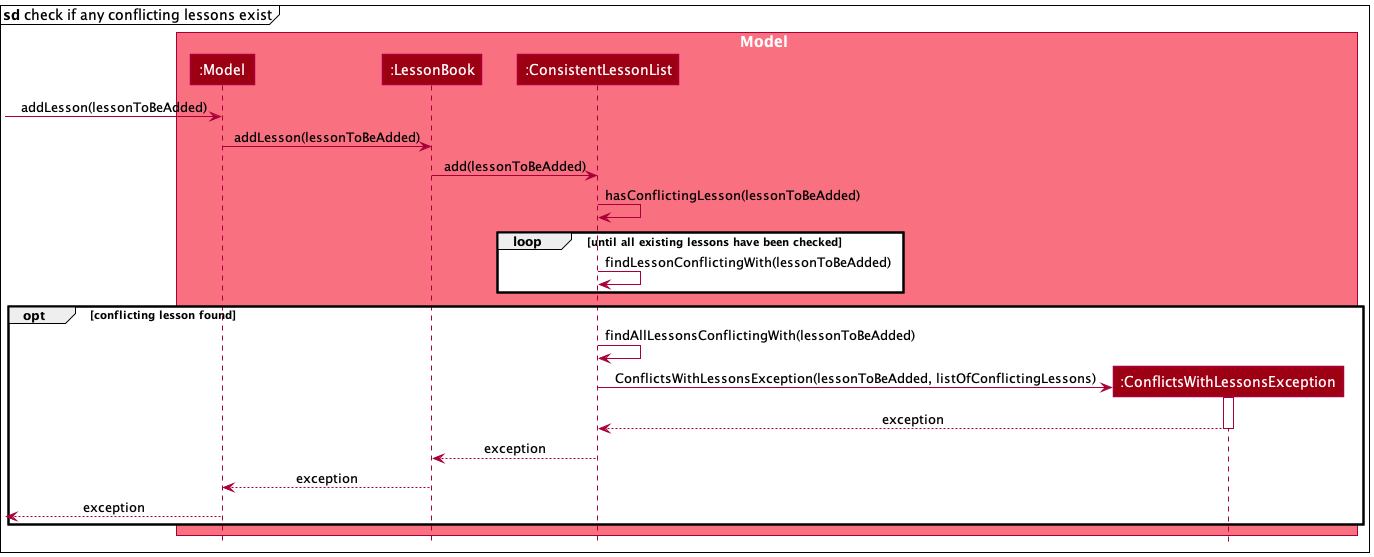 sd check if any conflicting lessons exist
Model
:Model
:LessonBook
:ConsistentLessonList
addLesson(lessonToBeAdded)
addLesson(lessonToBeAdded)
add(lessonToBeAdded)
hasConflictingLesson(lessonToBeAdded)
loop
[until all existing lessons have been checked]
findLessonConflictingWith(lessonToBeAdded)
opt
[conflicting lesson found]
findAllLessonsConflictingWith(lessonToBeAdded)
ConflictsWithLessonsException(lessonToBeAdded, listOfConflictingLessons)
:ConflictsWithLessonsException
exception
exception
exception
exception